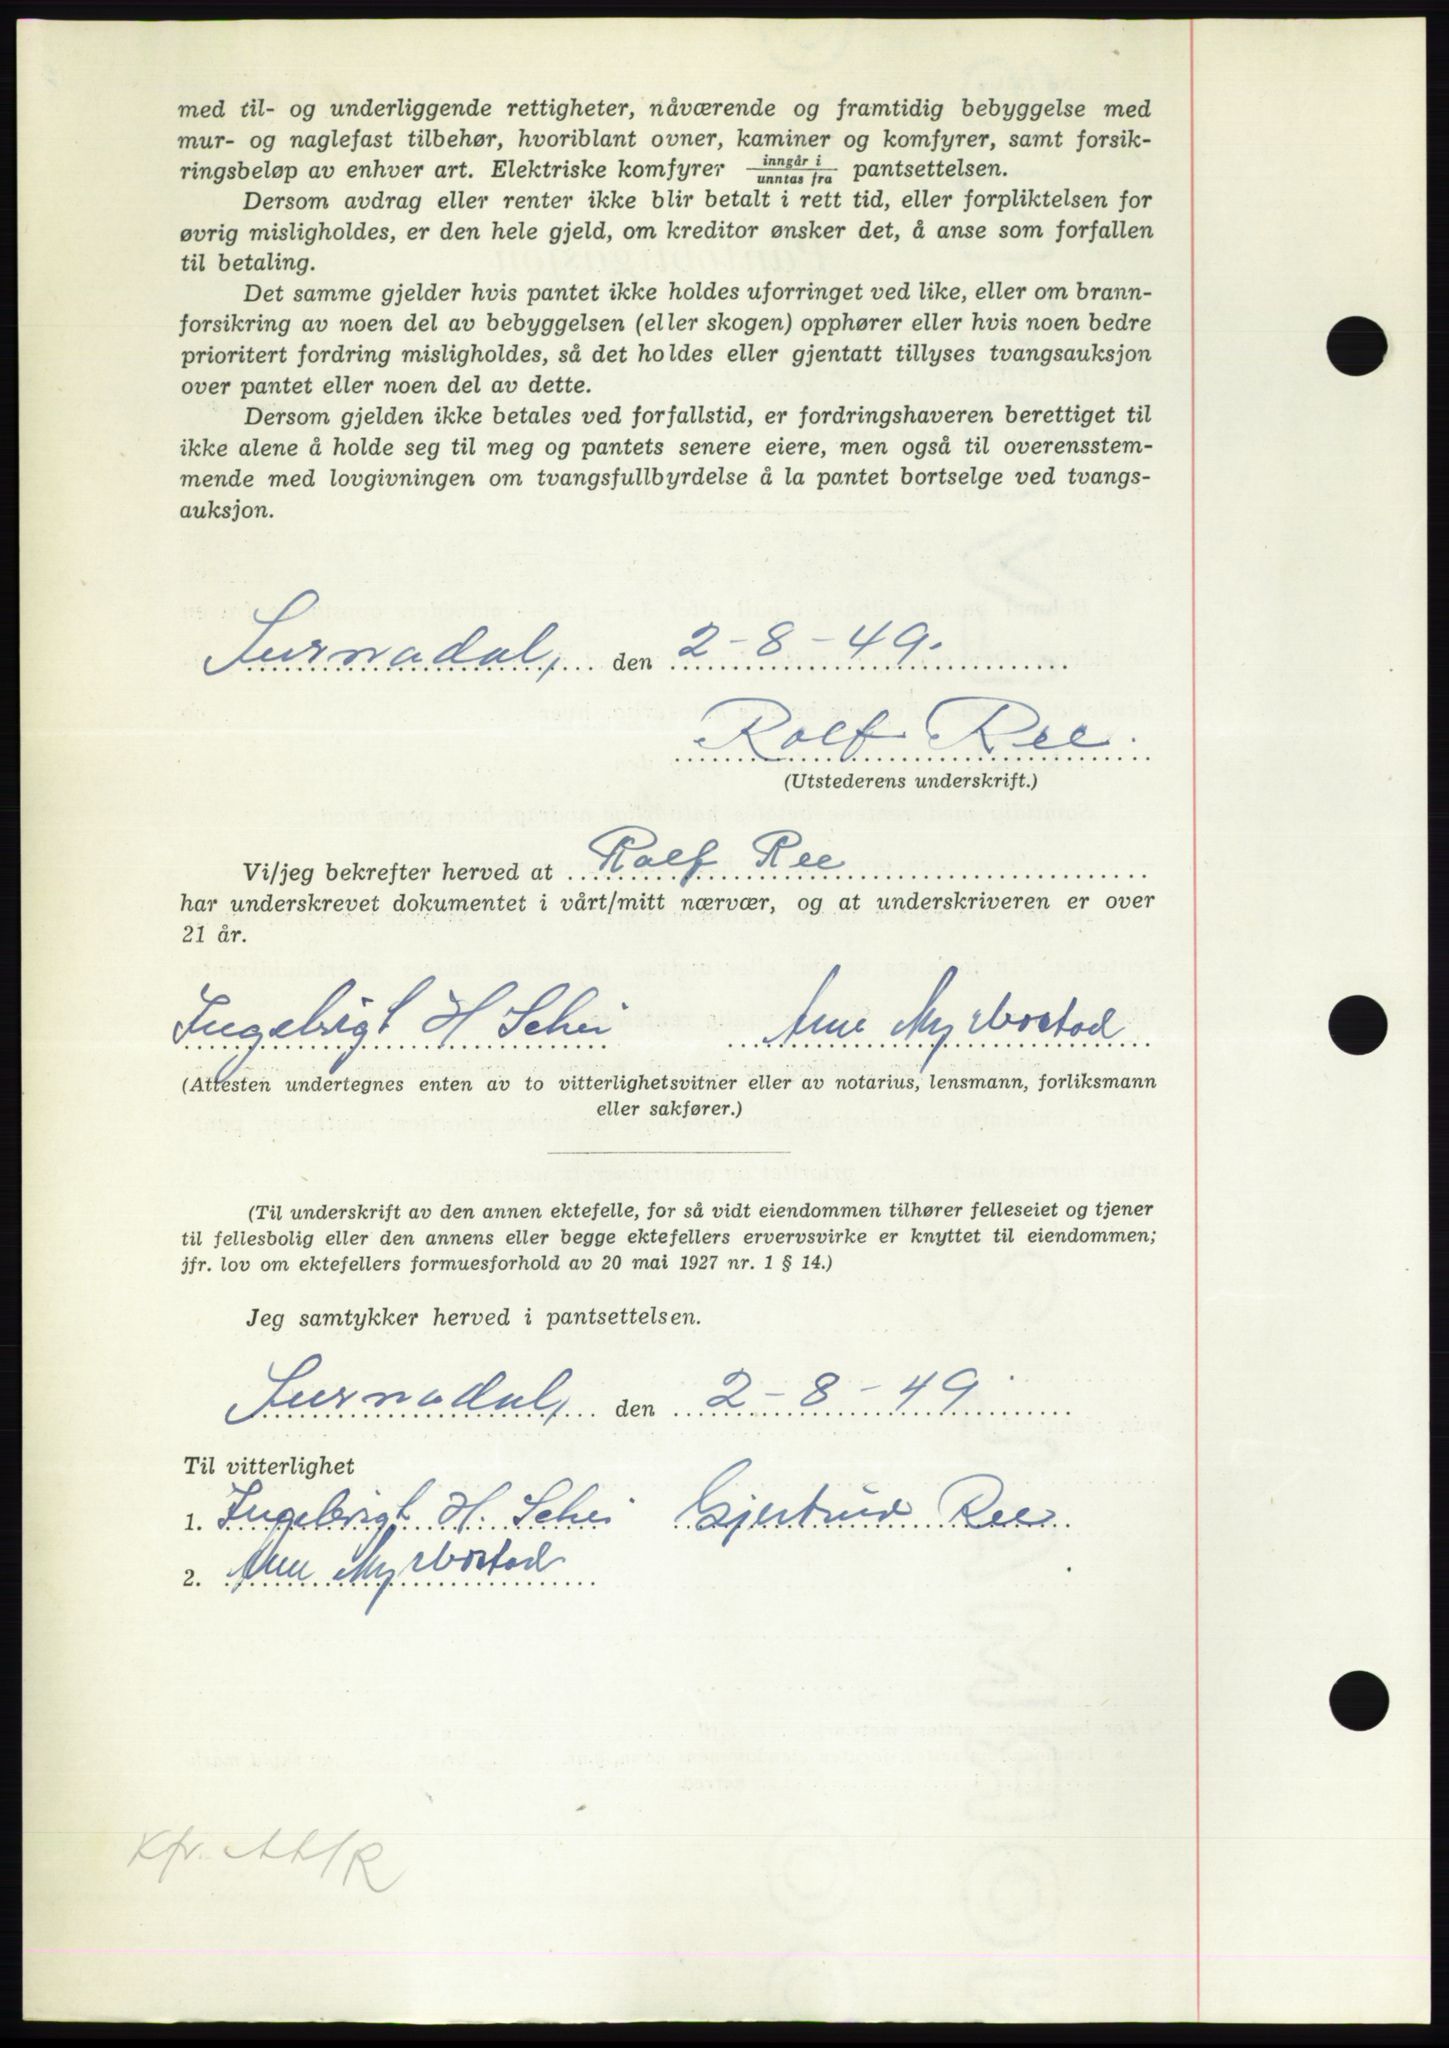 med til- og underliggende rettigheter, nåværende og framtidig bebyggelse med
mur- og naglefast tilbehør, hvoriblant ovner, kaminer og komfyrer, samt forsik-
ringsbeløp av enhver art. Elektriske komfyrer inngår i / unntas fra pantsettelsen.
Dersom avdrag eller renter ikke blir betalt i rett tid, eller forpliktelsen for
øvrig misligholdes, er den hele gjeld, om kreditor ønsker det, å anse som forfallen
til betaling.
Det samme gjelder hvis pantet ikke holdes uforringet ved like, eller om brann-
forsikring av noen del av bebyggelsen (eller skogen) opphører eller hvis noen bedre
prioritert fordring misligholdes, så det holdes eller gjentatt tillyses tvangsauksjon
over pantet eller noen del av dette.
Dersom gjelden ikke betales ved forfallstid, er fordringshaveren berettiget til
ikke alene å holde seg til meg og pantets senere eiere, men også til overensstem-
mende med lovgivningen om tvangsfullbyrdelse å la pantet bortselge ved tvangs-
auksjon.
Surnadal, den 2-8-49.
Rolf Ree.
(Utstederens underskrift.)
Vi/jeg bekrefter herved at Rolf Ree
har underskrevet dokumentet i vårt/mitt nærvær, og at underskriveren er over
21 år.
Ingebrigt H Schei Arne Myrbostad
(Attesten undertegnes enten av to vitterlighetsvitner eller av notarius, lensmann, forliksmann
eller sakfører.)
(Til underskrift av den annen ektefelle, for så vidt eiendommen tilhører felleseiet og tjener
til fellesbolig eller den annens eller begge ektefellers ervervsvirke er knyttet til eiendommen;
jfr. lov om ektefellers formuesforhold av 20 mai 1927 nr. 1 § 14.)
Jeg samtykker herved i pantsettelsen.
Surnadal, den 2-8-49
Til vitterlighet
1. Ingebrigt H. Schei Gjertrud Ree
2. Arne Myrbostad
Kfr.